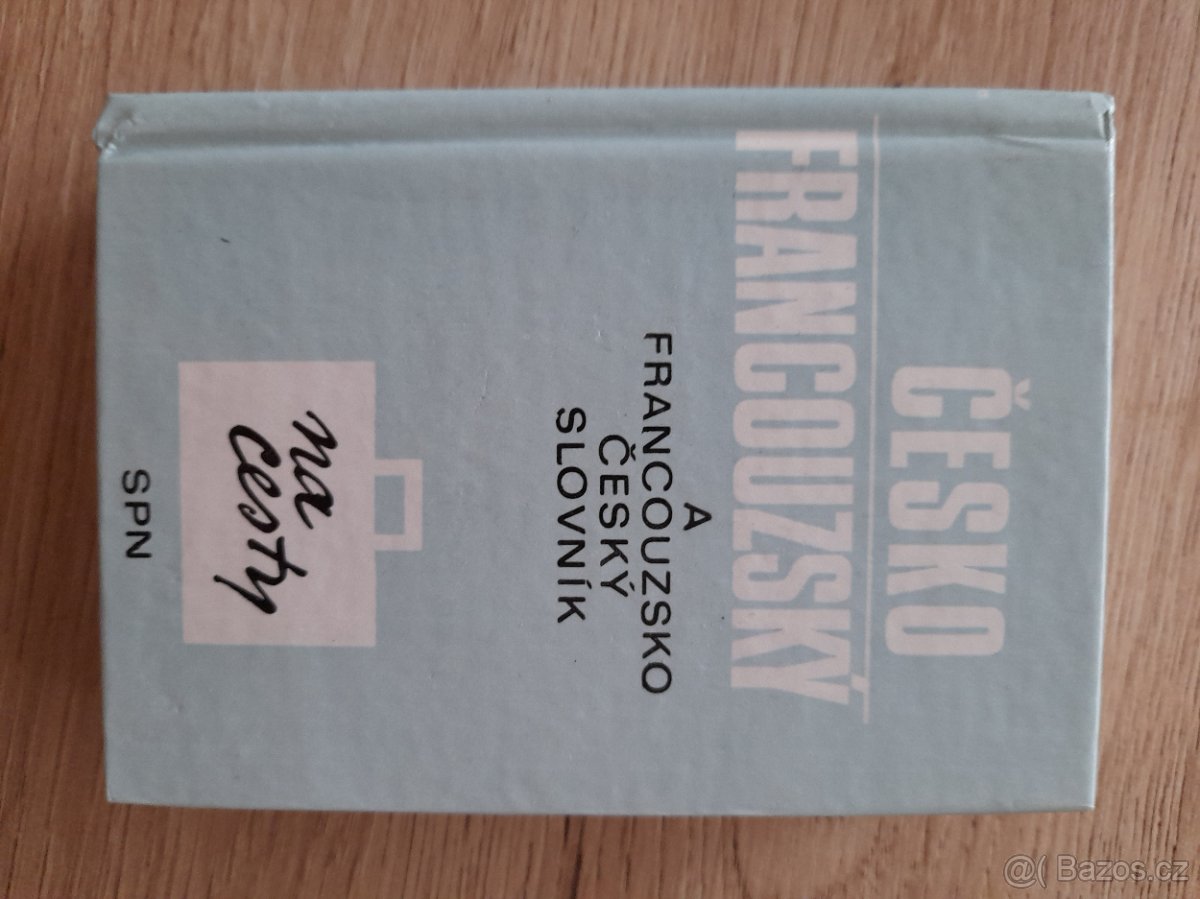 ČESKO
FRANCOUZSKÝ
A
FRANCOUZSKO
ČESKÝ
SLOVNÍK
na
cesty
SPN
@( Bazos.cz